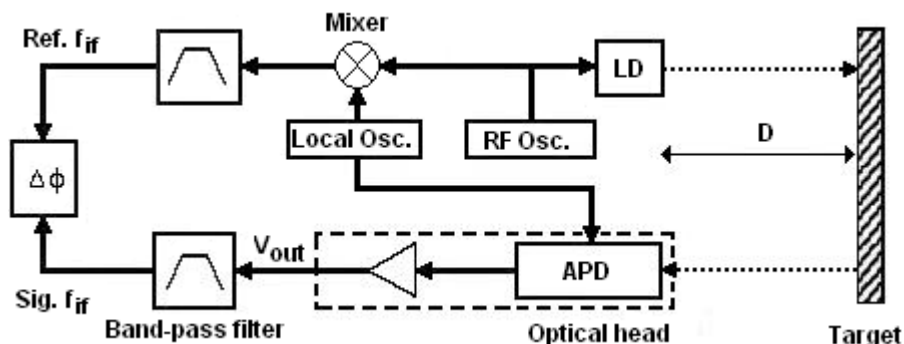 Mixer
Ref. fif
LD
Local Osc.
RF Osc.
D
Δϕ
Vout
APD
Sig. fif
Band-pass filter
Optical head
Target